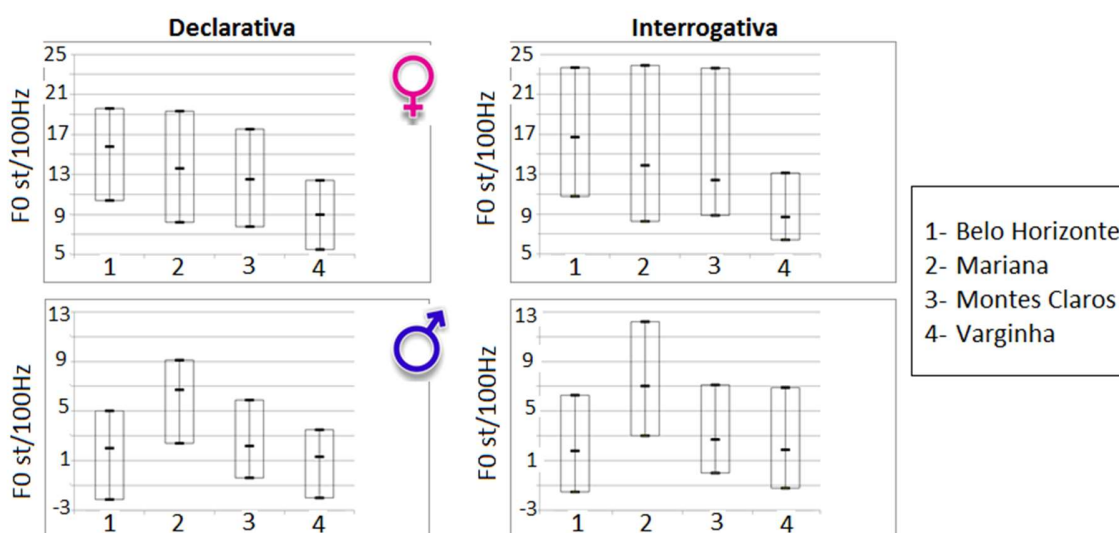 Declarativa
Interrogativa
F0 st/100Hz
25
21
17
13
9
5
1 2 3 4
F0 st/100Hz
25
21
17
13
9
5
1 2 3 4
F0 st/100Hz
13
9
5
1
-3
1 2 3 4
F0 st/100Hz
13
9
5
1
-3
1 2 3 4
1- Belo Horizonte
2- Mariana
3- Montes Claros
4- Varginha